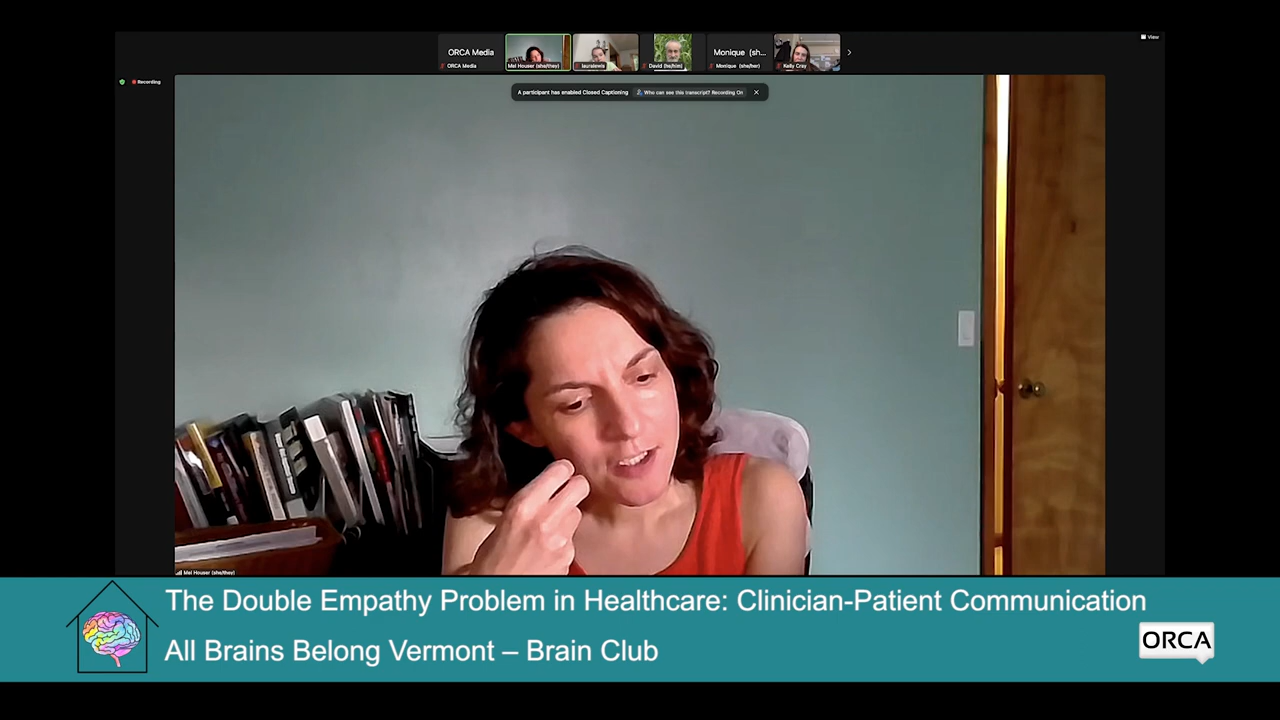 View
ORCA Media
Monique (sh...
ORCA Media
Mel Houser (she/they)
lauralewis
David (he/him)
Monique (she/her)
Kelly Cray
Recording
A participant has enabled Closed Captioning
Who can see this transcript? Recording On
Mel Houser (she/they)
The Double Empathy Problem in Healthcare: Clinician-Patient Communication
All Brains Belong Vermont – Brain Club
ORCA